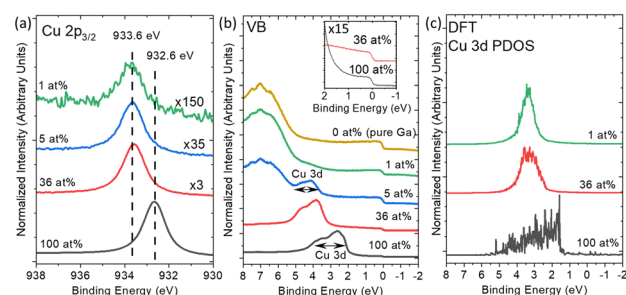 (a) Cu 2p3/2
933.6 eV
932.6 eV
1 at%
x150
5 at%
x35
36 at%
x3
100 at%
Normalized Intensity (Arbitrary Units)
938 936 934 932 930
Binding Energy (eV)
(b) VB
x15
36 at%
100 at%
2 1 0 -1
Binding Energy (eV)
0 at% (pure Ga)
1 at%
Cu 3d
5 at%
36 at%
100 at%
Cu 3d
Normalized Intensity (Arbitrary Units)
8 7 6 5 4 3 2 1 0 -1 -2
Binding Energy (eV)
(c) DFT
Cu 3d PDOS
1 at%
36 at%
100 at%
Normalized Intensity (Arbitrary Units)
8 7 6 5 4 3 2 1 0 -1 -2
Binding Energy (eV)